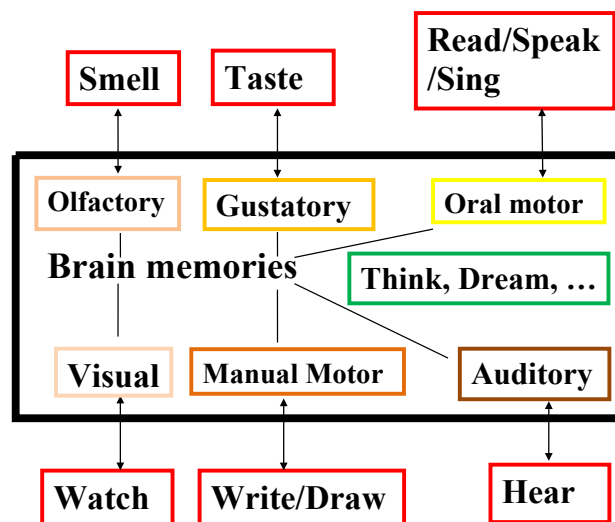 Smell
Taste
Read/Speak
/Sing
Olfactory
Gustatory
Oral motor
Brain memories
Think, Dream, …
Visual
Manual Motor
Auditory
Watch
Write/Draw
Hear